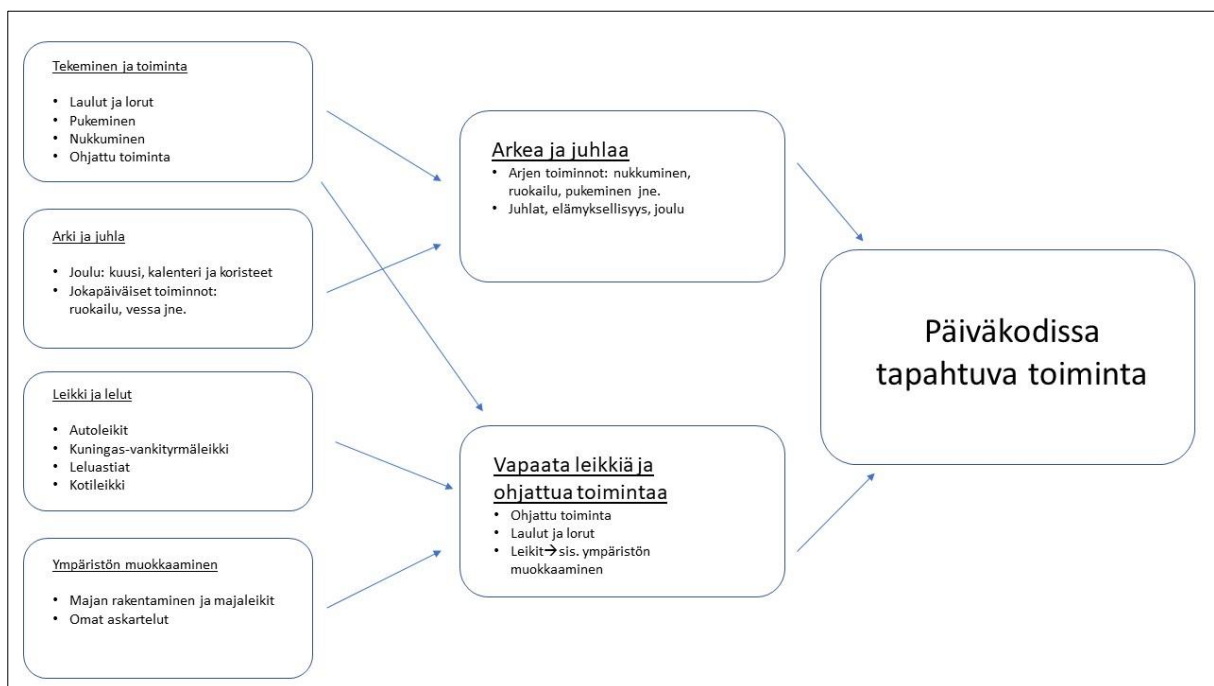 Tekeminen ja toiminta
• Laulut ja lorut
• Pukeminen
• Nukkuminen
• Ohjattu toiminta
Arki ja juhla
• Joulu: kuusi, kalenteri ja koristeet
• Jokapäiväiset toiminnot:
ruokailu, vessa jne.
Leikki ja lelut
• Autoleikit
• Kuningas-vankityrmäleikki
• Leluastiat
• Kotileikki
Ympäristön muokkaaminen
• Majan rakentaminen ja majaleikit
• Omat askartelut
Arkea ja juhlaa
• Arjen toiminnot: nukkuminen,
ruokailu, pukeminen jne.
• Juhlat, elämyksellisyys, joulu
Vapaata leikkiä ja
ohjattua toimintaa
• Ohjattu toiminta
• Laulut ja lorut
• Leikit→sis. ympäristön
muokkaaminen
Päiväkodissa
tapahtuva toiminta